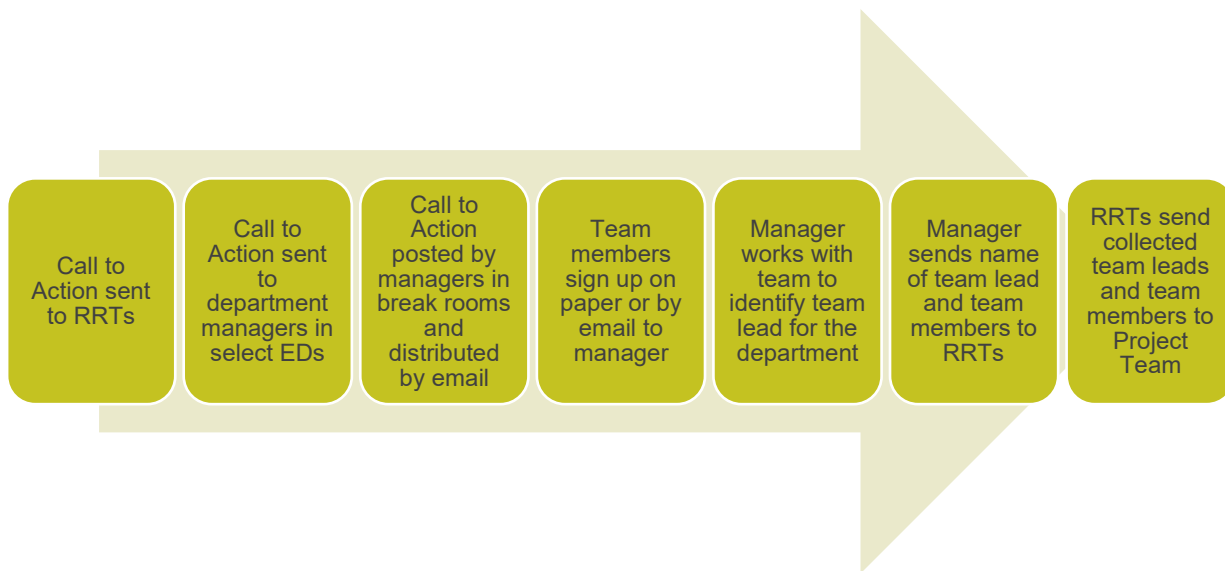 Call to
Action sent
to RRTs
Call to
Action sent
to
department
managers in
select EDs
Call to
Action
posted by
managers in
break rooms
and
distributed
by email
Team
members
sign up on
paper or by
email to
manager
Manager
works with
team to
identify team
lead for the
department
Manager
sends name
of team lead
and team
members to
RRTs
RRTs send
collected
team leads
and team
members to
Project
Team